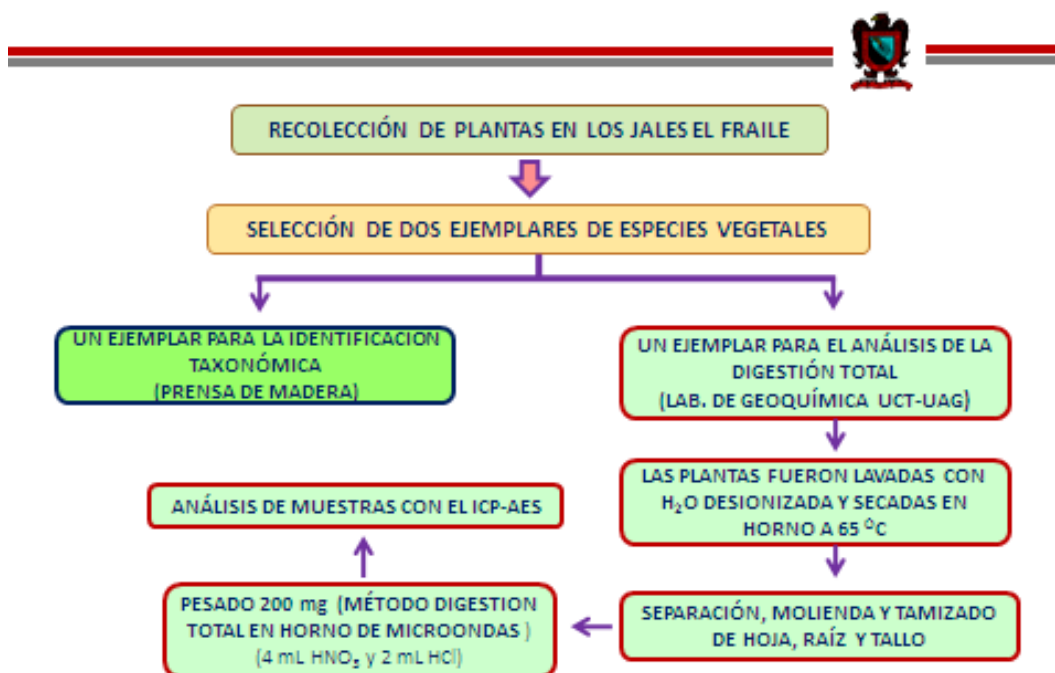 RECOLECCIÓN DE PLANTAS EN LOS JALES EL FRAILE
SELECCIÓN DE DOS EJEMPLARES DE ESPECIES VEGETALES
UN EJEMPLAR PARA LA IDENTIFICACION
TAXONÓMICA
(PRENSA DE MADERA)
UN EJEMPLAR PARA EL ANÁLISIS DE LA
DIGESTIÓN TOTAL
(LAB. DE GEOQUÍMICA UCT-UAG)
LAS PLANTAS FUERON LAVADAS CON
H₂O DESIONIZADA Y SECADAS EN
HORNO A 65 °C
SEPARACIÓN, MOLIENDA Y TAMIZADO
DE HOJA, RAÍZ Y TALLO
PESADO 200 mg (MÉTODO DIGESTION
TOTAL EN HORNO DE MICROONDAS )
(4 mL HNO₃ y 2 mL HCl)
ANÁLISIS DE MUESTRAS CON EL ICP-AES